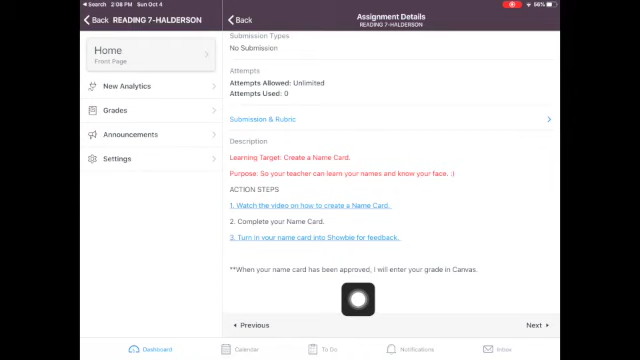 Search 2:08 PM Sun Oct 4
56%
Back READING 7-HALDERSON
Back
Assignment Details
READING 7-HALDERSON
Home
Front Page
New Analytics
Grades
Announcements
Settings
Submission Types
No Submission
Attempts
Attempts Allowed: Unlimited
Attempts Used: 0
Submission & Rubric
Description
Learning Target: Create a Name Card.
Purpose: So your teacher can learn your names and know your face. :)
ACTION STEPS
1. Watch the video on how to create a Name Card.
2. Complete your Name Card.
3. Turn in your name card into Showbie for feedback.
**When your name card has been approved, I will enter your grade in Canvas.
Previous
Next
Dashboard
Calendar
To Do
Notifications
Inbox